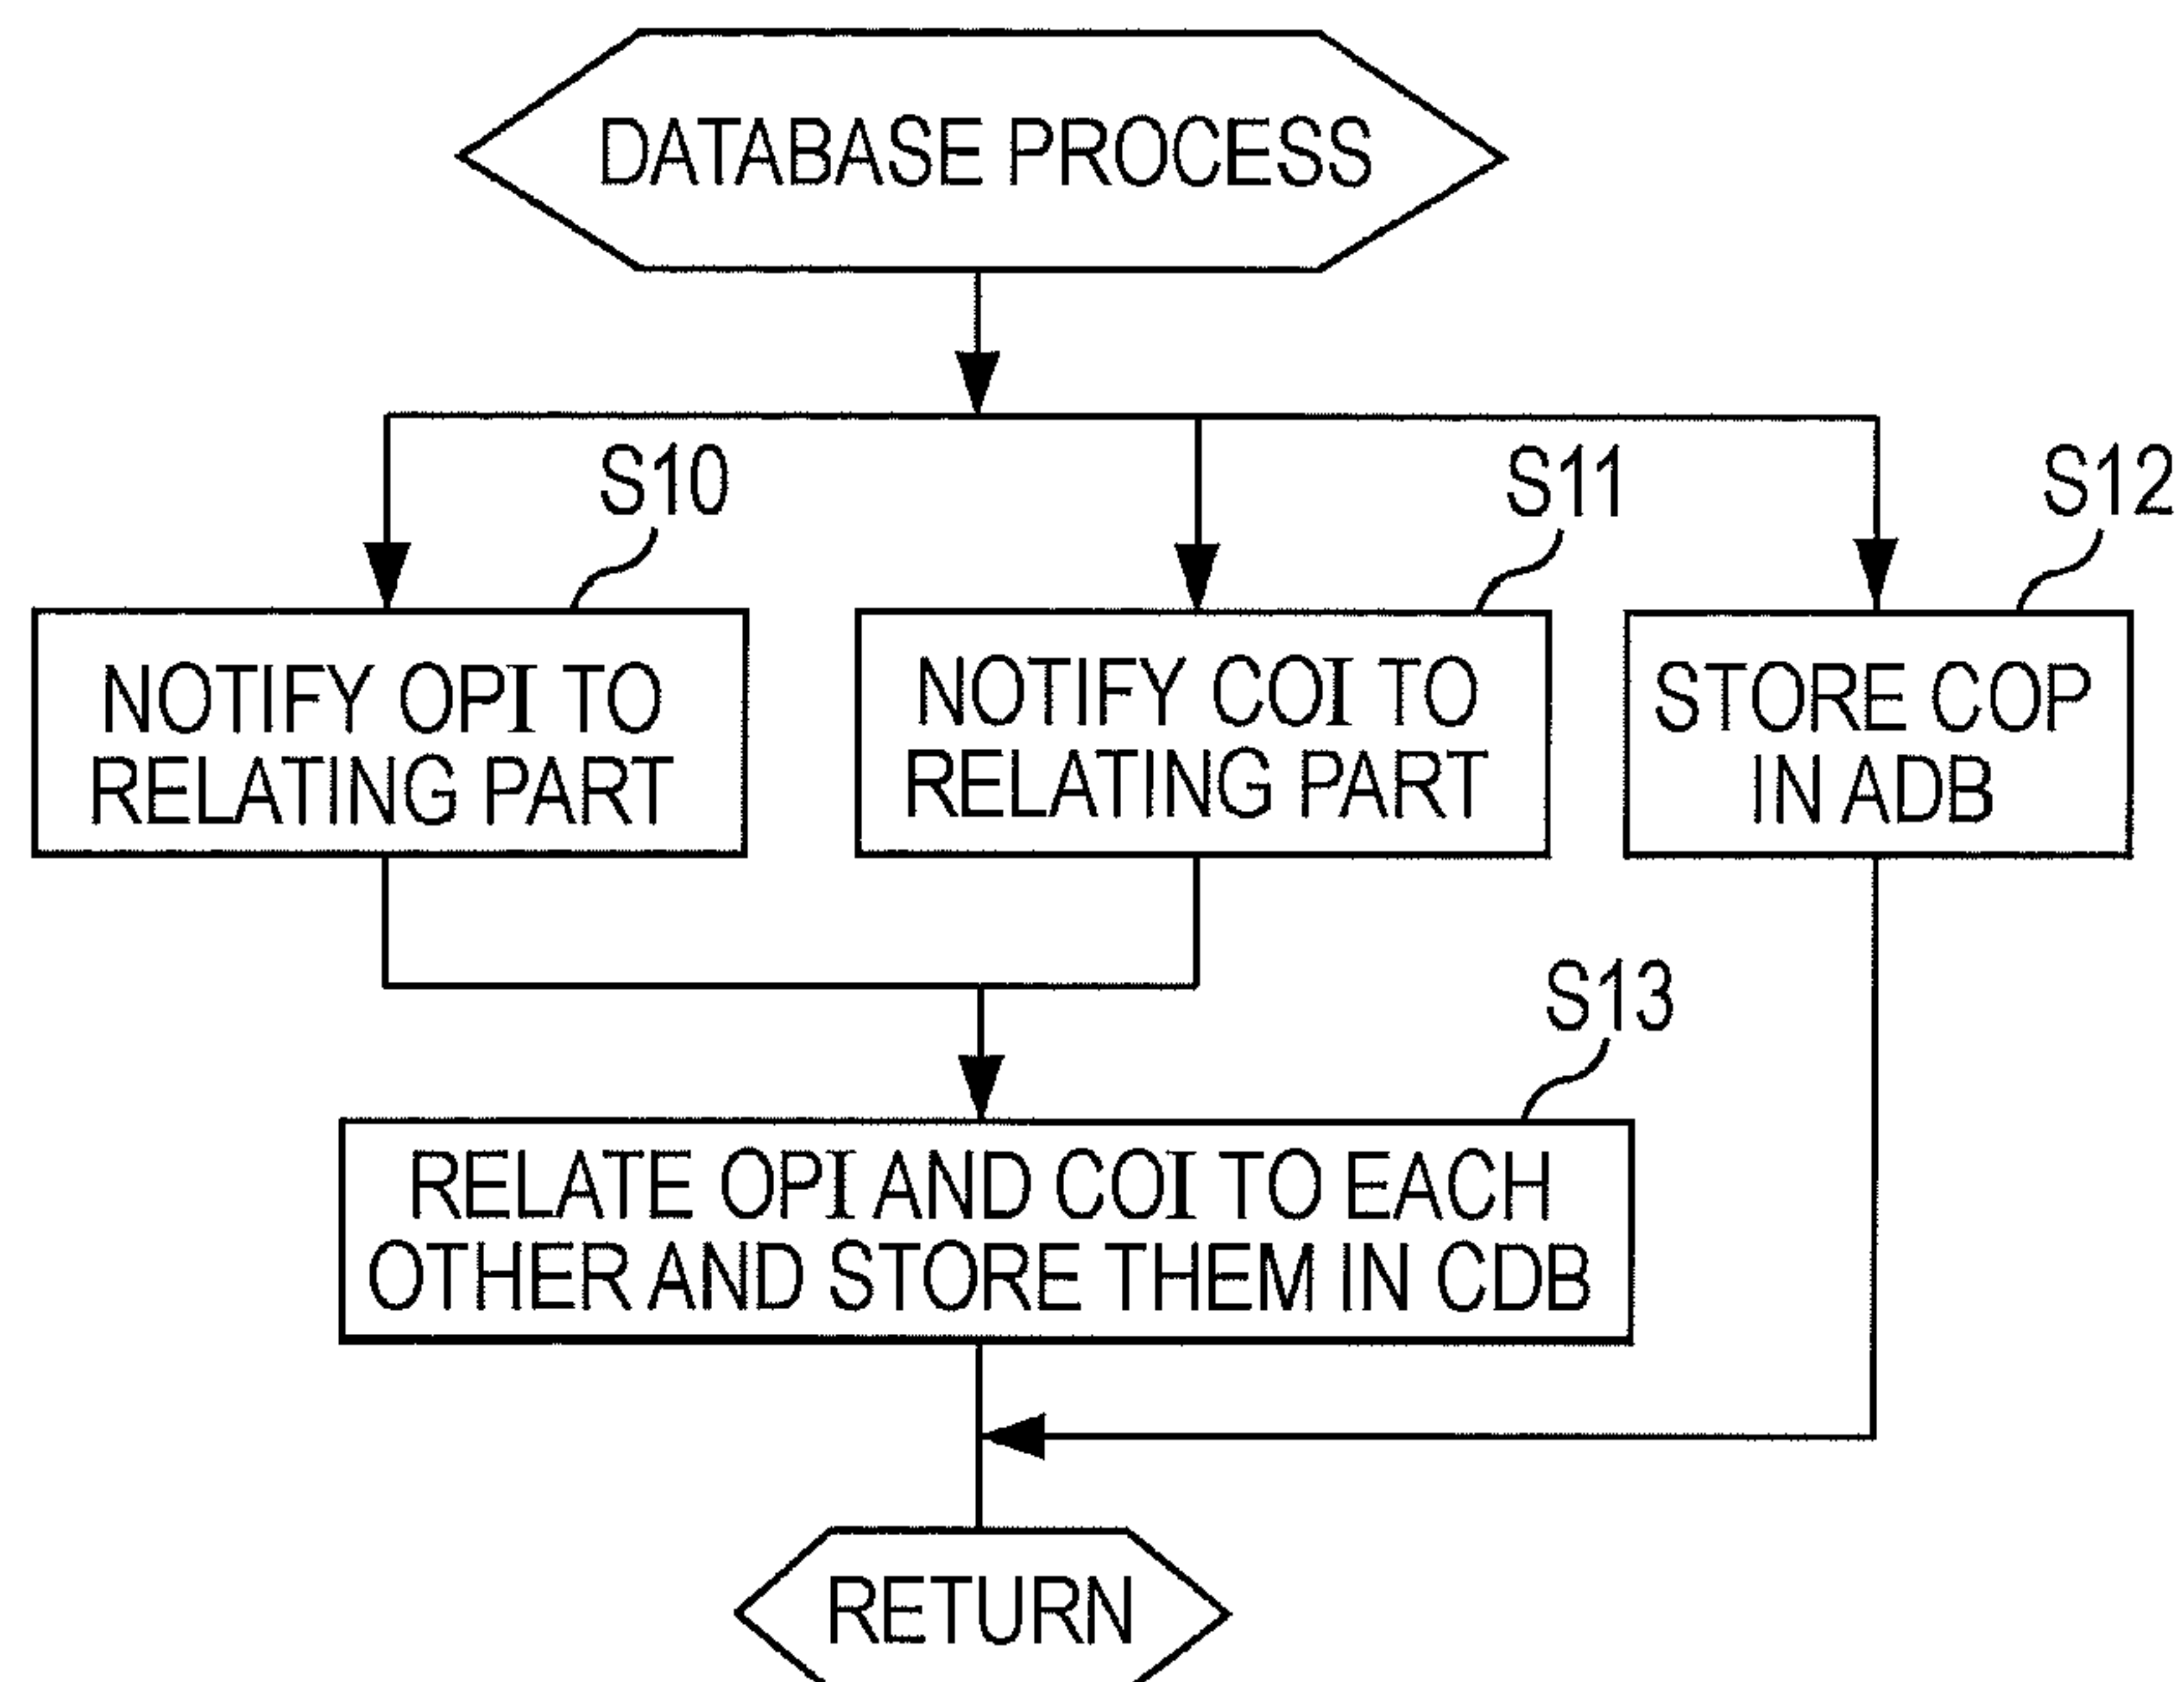 DATABASE PROCESS
S10
S11
S12
NOTIFY OPI TO
RELATING PART
NOTIFY COI TO
RELATING PART
STORE COP
IN ADB
S13
RELATE OPI AND COI TO EACH
OTHER AND STORE THEM IN CDB
RETURN